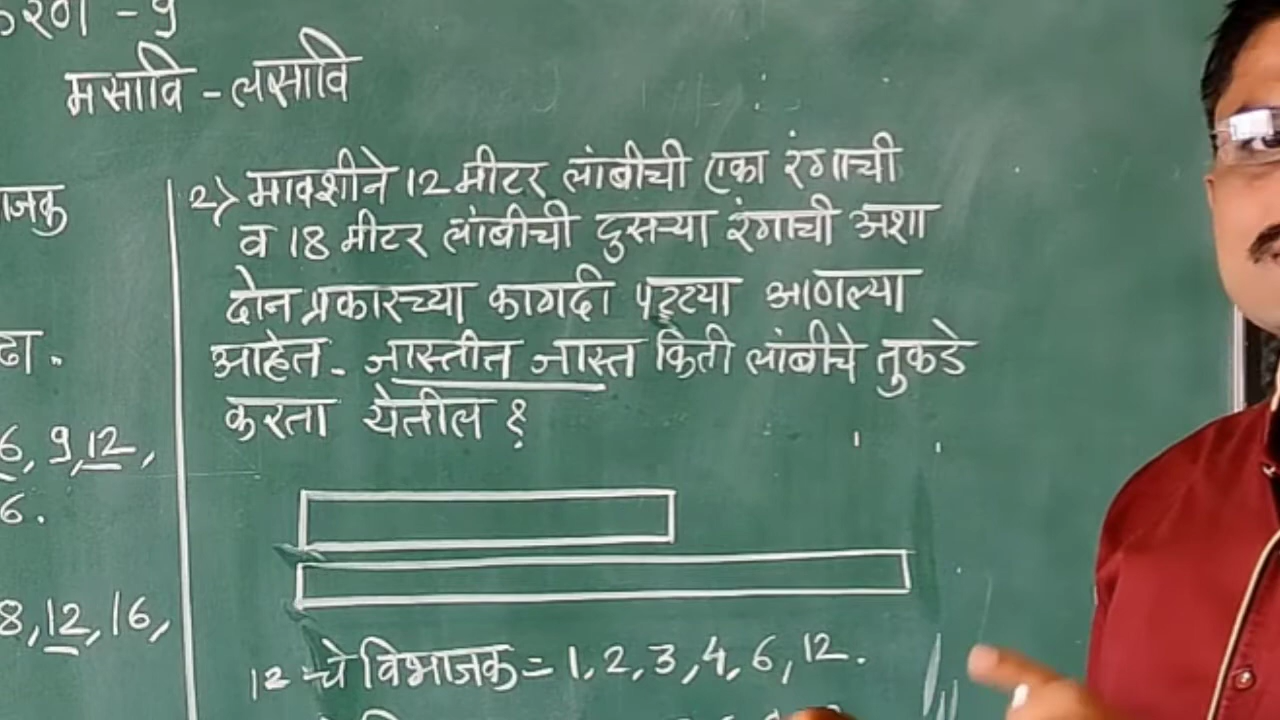 मसावि - लसावि
2) मावशीने 12 मीटर लांबीची एका रंगाची
व 18 मीटर लांबीची दुसऱ्या रंगाची अशा
दोन प्रकारच्या कागदी पट्ट्या आणल्या
आहेत - जास्तीत जास्त किती लांबीचे तुकडे
करता येतील ?
6, 9, 12,
6.
8, 12, 16,
12 चे विभाजक = 1, 2, 3, 4, 6, 12.